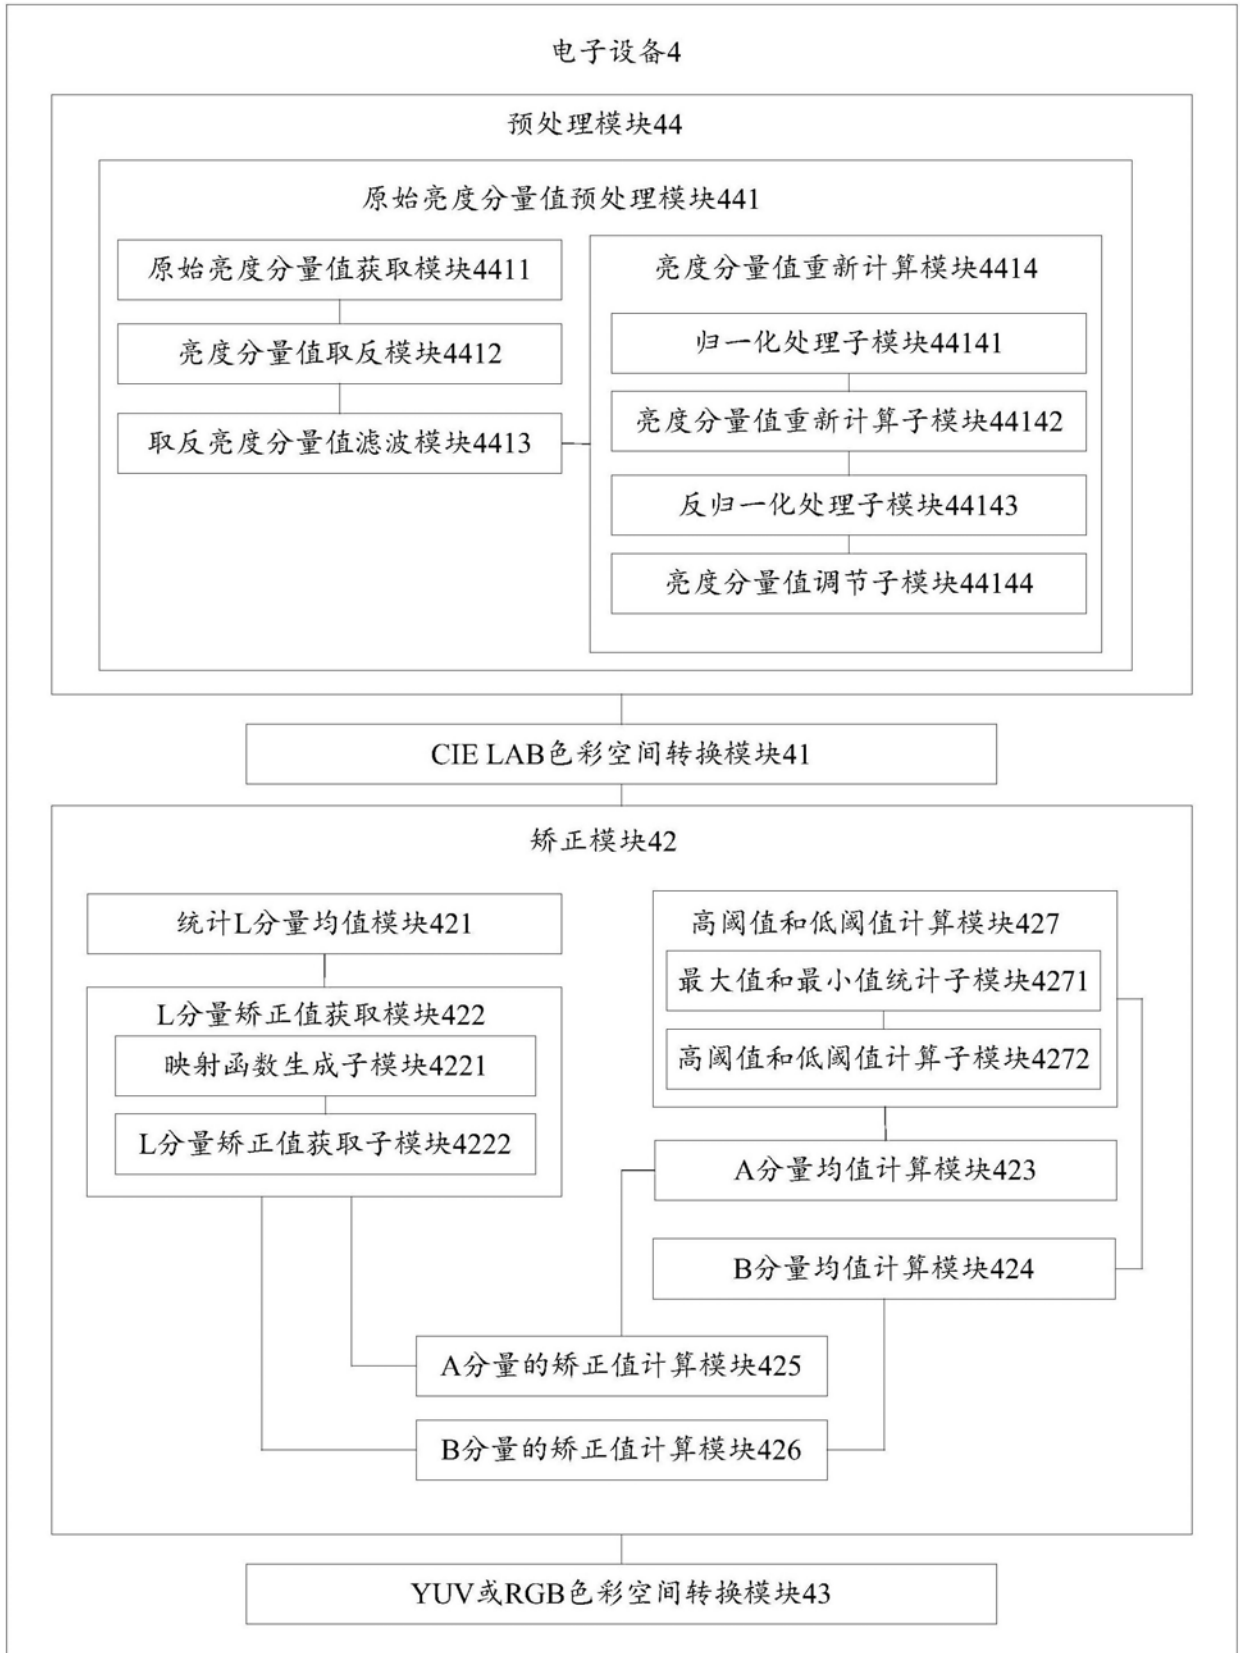 电子设备4
预处理模块44
原始亮度分量值预处理模块441
原始亮度分量值获取模块4411
亮度分量值取反模块4412
取反亮度分量值滤波模块4413
亮度分量值重新计算模块4414
归一化处理子模块44141
亮度分量值重新计算子模块44142
反归一化处理子模块44143
亮度分量值调节子模块44144
CIE LAB色彩空间转换模块41
矫正模块42
统计L分量均值模块421
L分量矫正值获取模块422
映射函数生成子模块4221
L分量矫正值获取子模块4222
高阈值和低阈值计算模块427
最大值和最小值统计子模块4271
高阈值和低阈值计算子模块4272
A分量均值计算模块423
B分量均值计算模块424
A分量的矫正值计算模块425
B分量的矫正值计算模块426
YUV或RGB色彩空间转换模块43